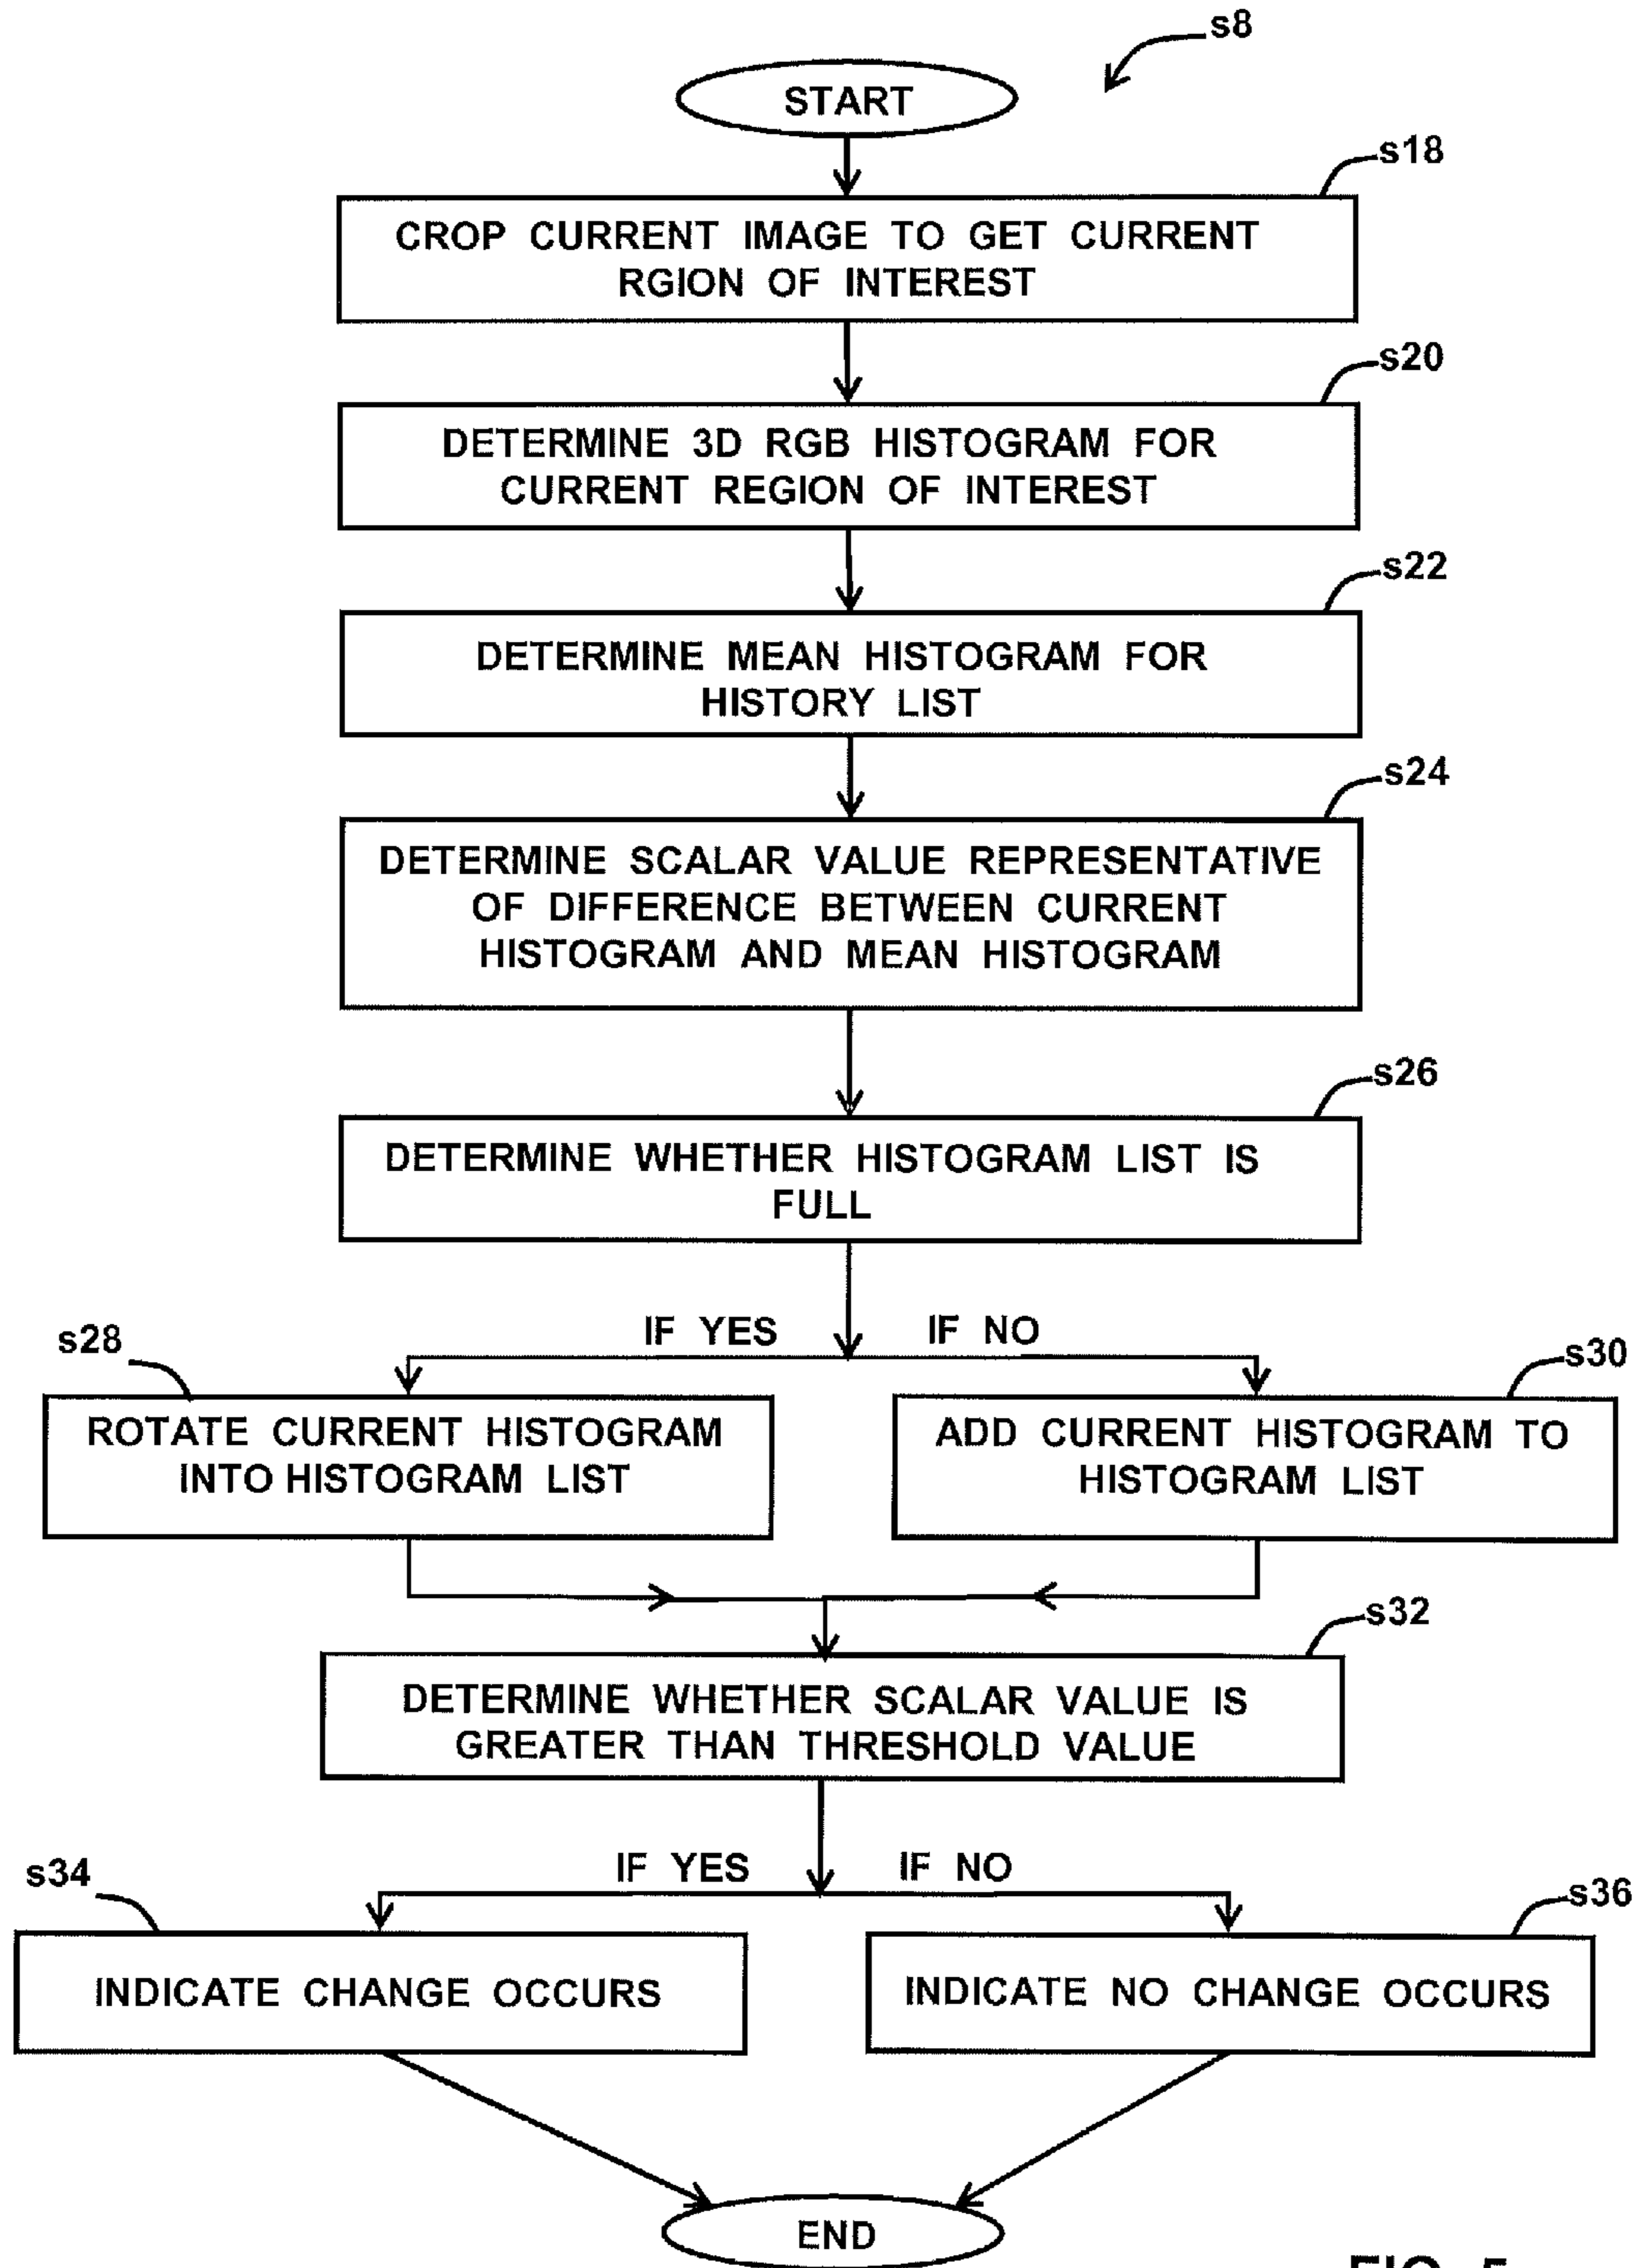 s8
START
s18
CROP CURRENT IMAGE TO GET CURRENT
RGION OF INTEREST
s20
DETERMINE 3D RGB HISTOGRAM FOR
CURRENT REGION OF INTEREST
s22
DETERMINE MEAN HISTOGRAM FOR
HISTORY LIST
s24
DETERMINE SCALAR VALUE REPRESENTATIVE
OF DIFFERENCE BETWEEN CURRENT
HISTOGRAM AND MEAN HISTOGRAM
s26
DETERMINE WHETHER HISTOGRAM LIST IS
FULL
IF YES IF NO
s28
ROTATE CURRENT HISTOGRAM
INTO HISTOGRAM LIST
s30
ADD CURRENT HISTOGRAM TO
HISTOGRAM LIST
s32
DETERMINE WHETHER SCALAR VALUE IS
GREATER THAN THRESHOLD VALUE
IF YES IF NO
s34
INDICATE CHANGE OCCURS
s36
INDICATE NO CHANGE OCCURS
END
FIG. 5